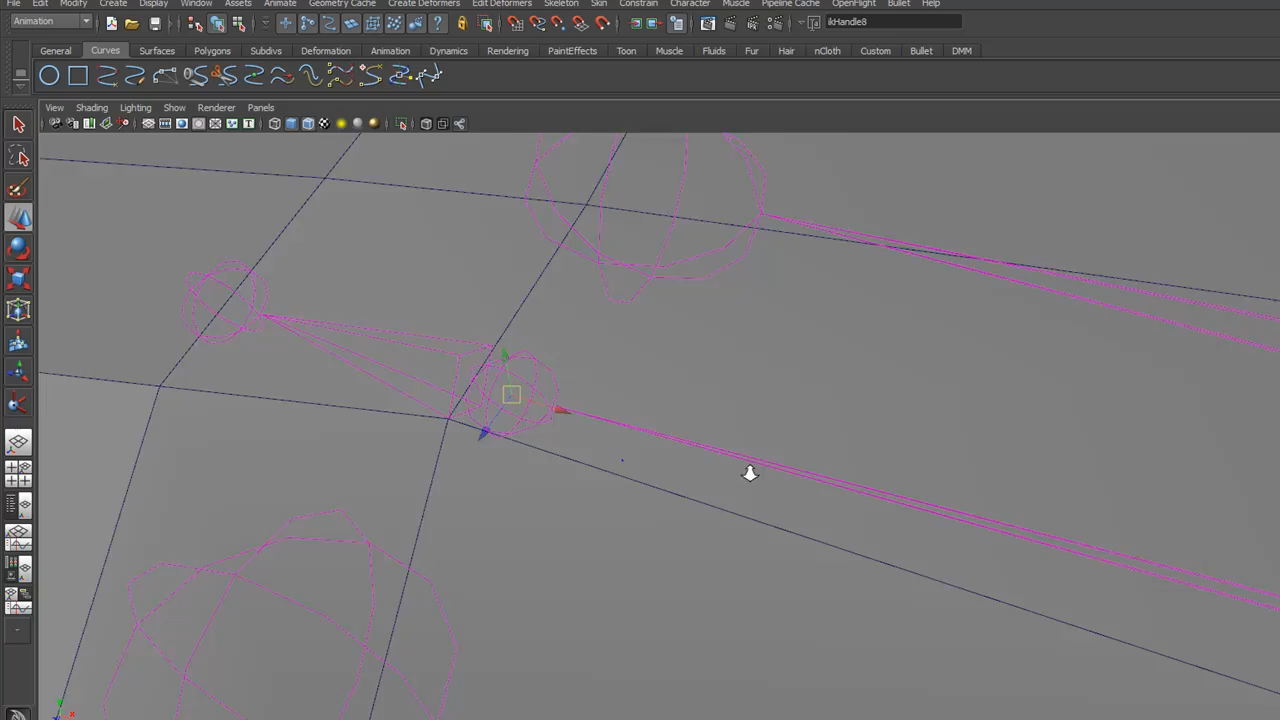 File Edit Modify Create Display Window Assets Animate Geometry Cache Create Deformers Edit Deformers Skeleton Skin Constrain Character Muscle Pipeline Cache OpenFlight Bullet Help
Animation ikHandle8
General Curves Surfaces Polygons Subdivs Deformation Animation Dynamics Rendering PaintEffects Toon Muscle Fluids Fur Hair nCloth Custom Bullet DMM
View Shading Lighting Show Renderer Panels